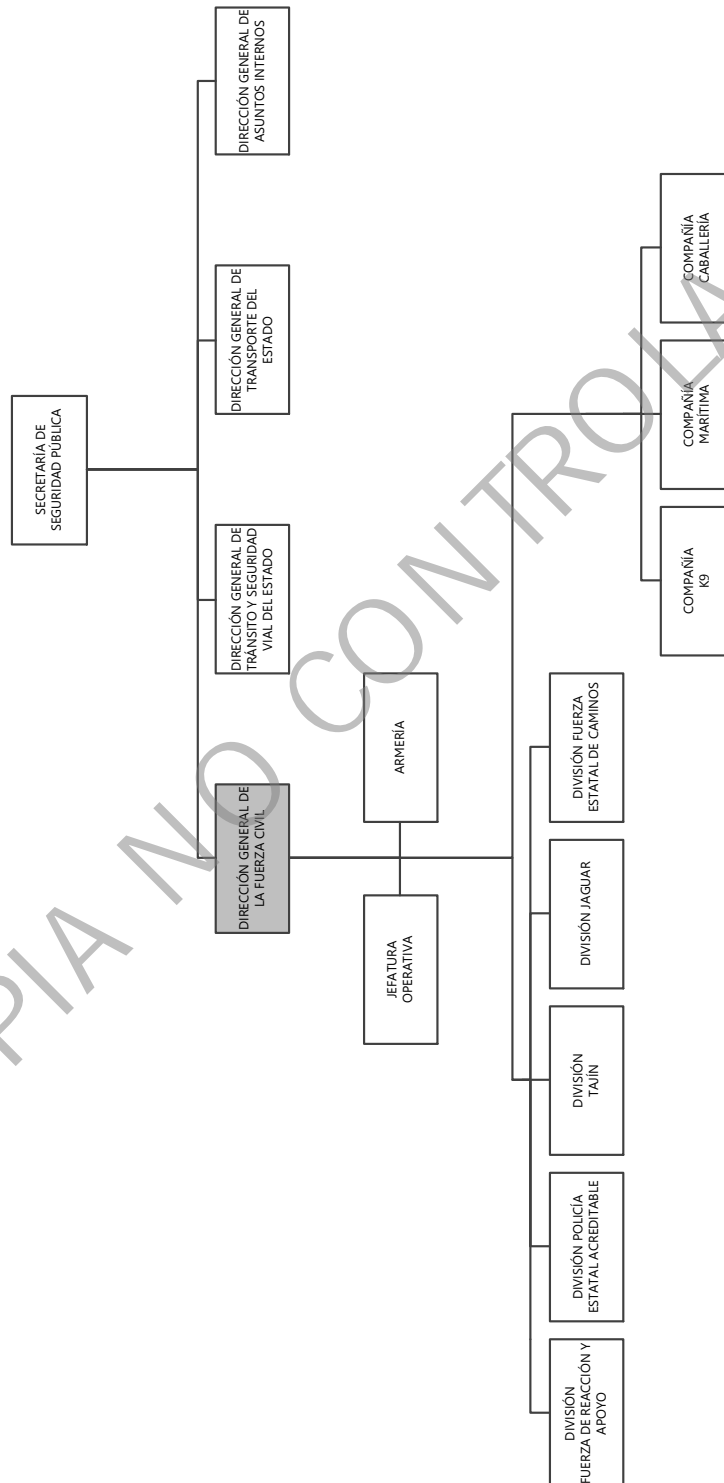 SECRETARÍA DE
SEGURIDAD PÚBLICA
DIRECCIÓN GENERAL DE
LA FUERZA CIVIL
DIRECCIÓN GENERAL DE
TRÁNSITO Y SEGURIDAD
VIAL DEL ESTADO
DIRECCIÓN GENERAL DE
TRANSPORTE DEL
ESTADO
DIRECCIÓN GENERAL DE
ASUNTOS INTERNOS
JEFATURA
OPERATIVA
ARMERÍA
DIVISIÓN
FUERZA DE REACCIÓN Y
APOYO
DIVISIÓN POLICÍA
ESTATAL ACREDITABLE
DIVISIÓN
TAJÍN
DIVISIÓN JAGUAR
DIVISIÓN FUERZA
ESTATAL DE CAMINOS
COMPAÑÍA
K9
COMPAÑÍA
MARÍTIMA
COMPAÑÍA
CABALLERÍA
PIA NO CONTROLA